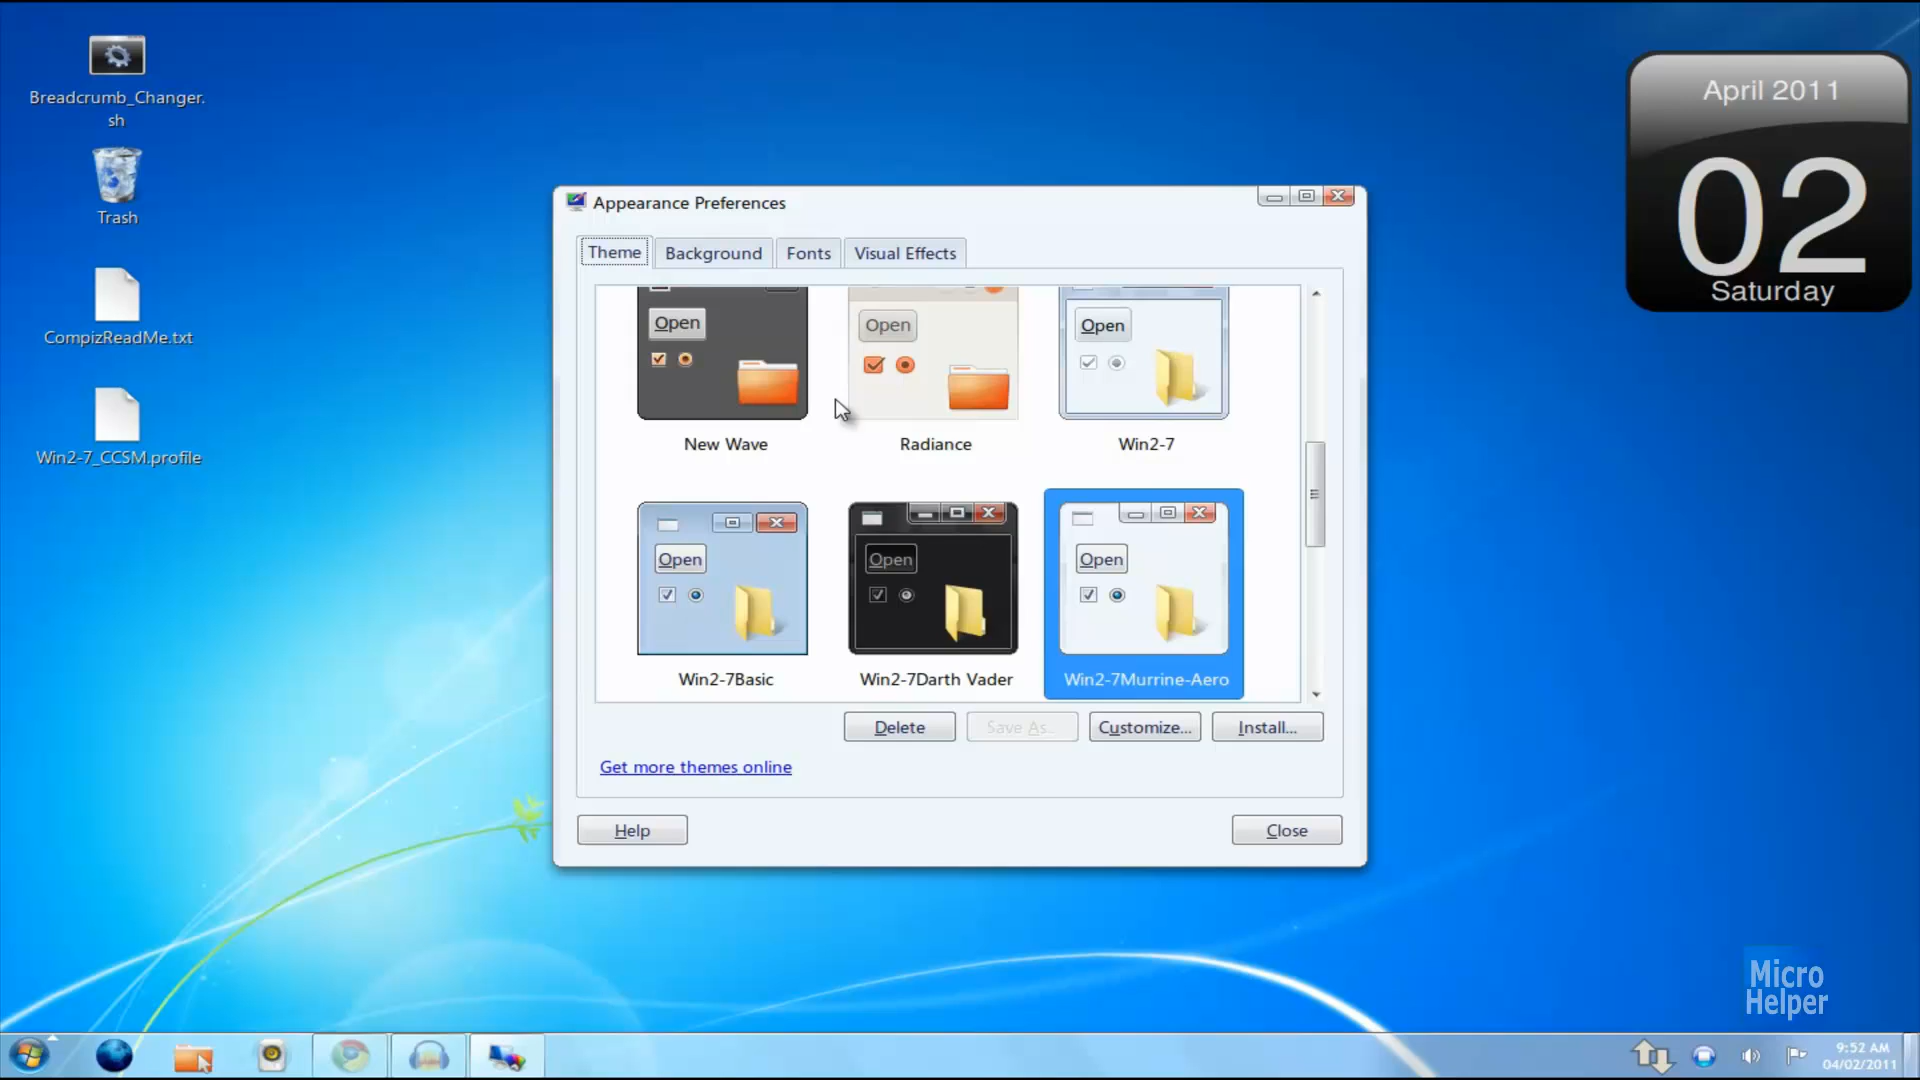 Breadcrumb_Changer.
sh
Trash
CompizReadMe.txt
Win2-7_CCSM.profile
April 2011
02
Saturday
Appearance Preferences
Theme
Background
Fonts
Visual Effects
Open
Open
Open
New Wave
Radiance
Win2-7
Open
Open
Open
Win2-7Basic
Win2-7Darth Vader
Win2-7Murrine-Aero
Delete
Save As...
Customize...
Install...
Get more themes online
Help
Close
Micro
Helper
9:52 AM
04/02/2011